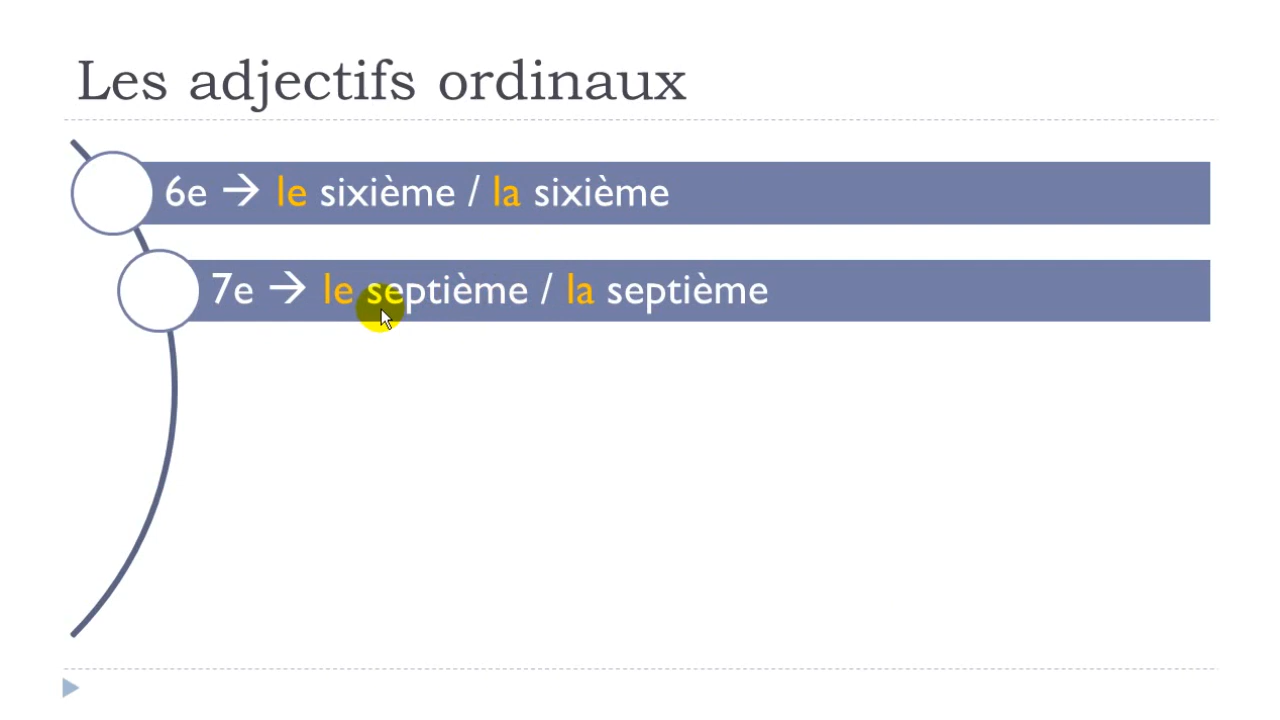 Les adjectifs ordinaux
6e → le sixième / la sixième
7e → le septième / la septième